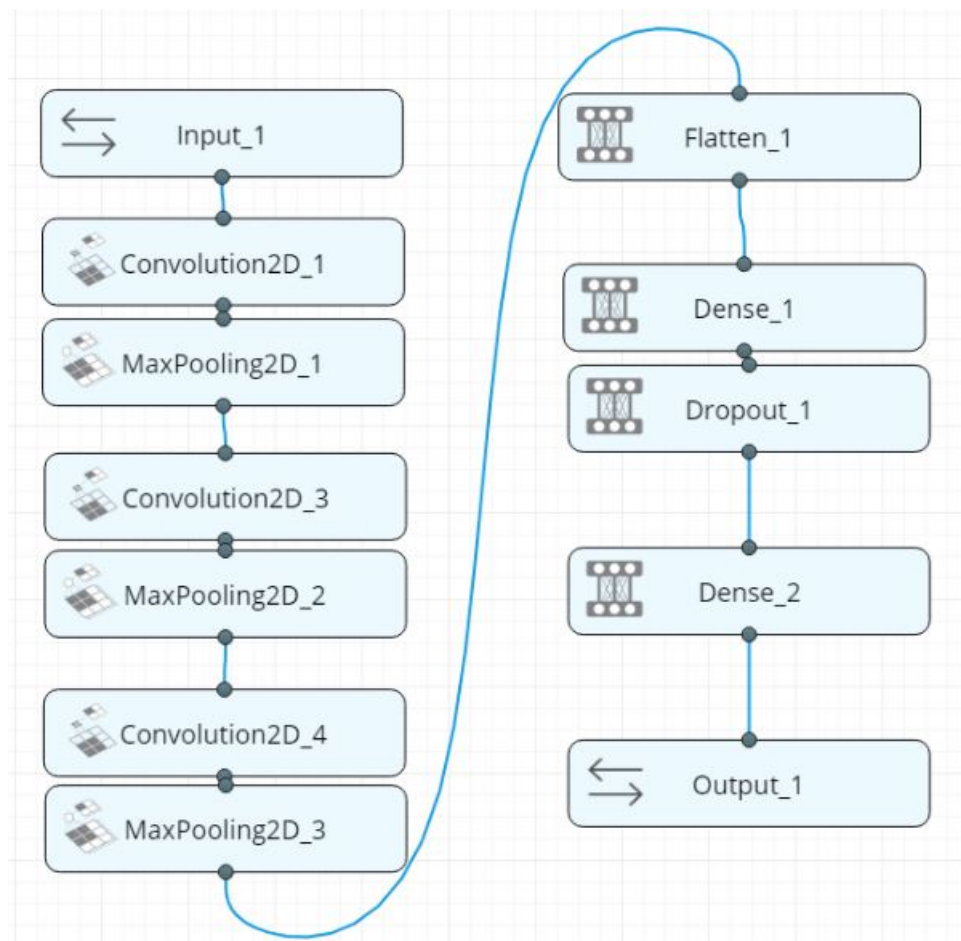 Input_1
Convolution2D_1
MaxPooling2D_1
Convolution2D_3
MaxPooling2D_2
Convolution2D_4
MaxPooling2D_3
Flatten_1
Dense_1
Dropout_1
Dense_2
Output_1